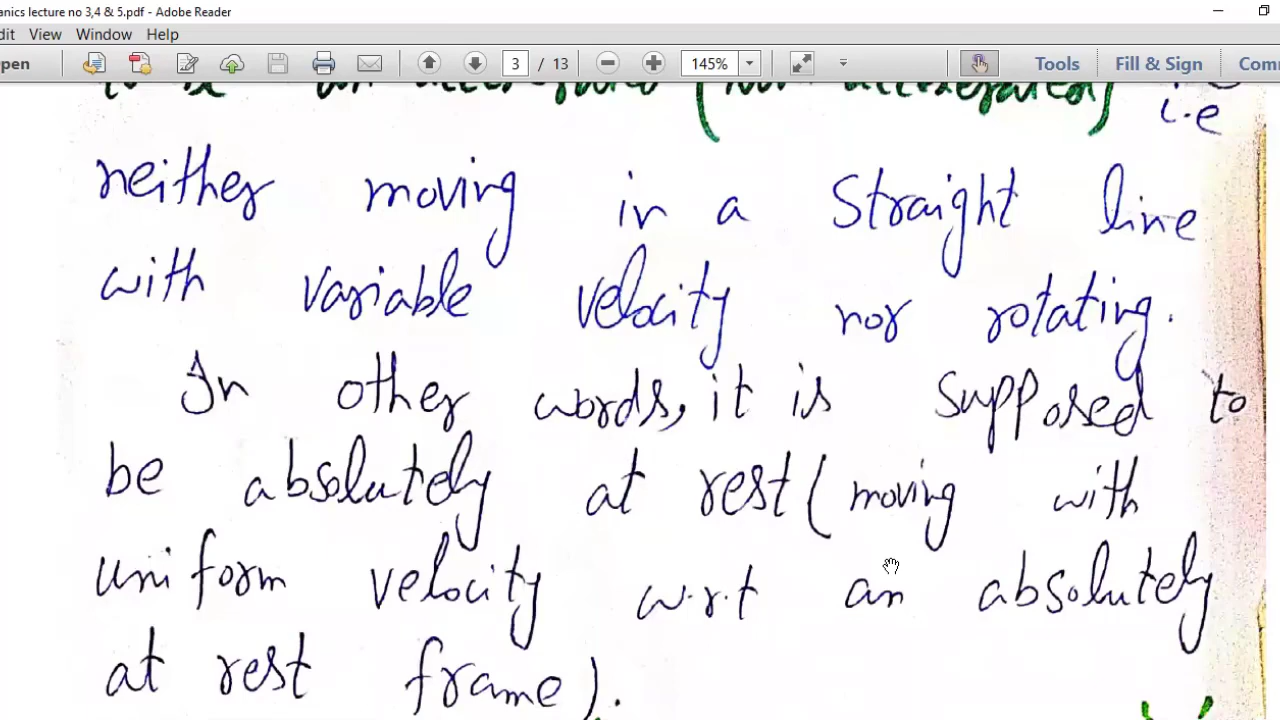 anics lecture no 3,4 & 5.pdf - Adobe Reader
dit View Window Help
pen 3 / 13 145% Tools Fill & Sign Com
i.e
neither moving in a Straight line
with variable velocity nor rotating.
In other words, it is supposed to
be absolutely at rest (moving with
uniform velocity w.r.t an absolutely
at rest frame).